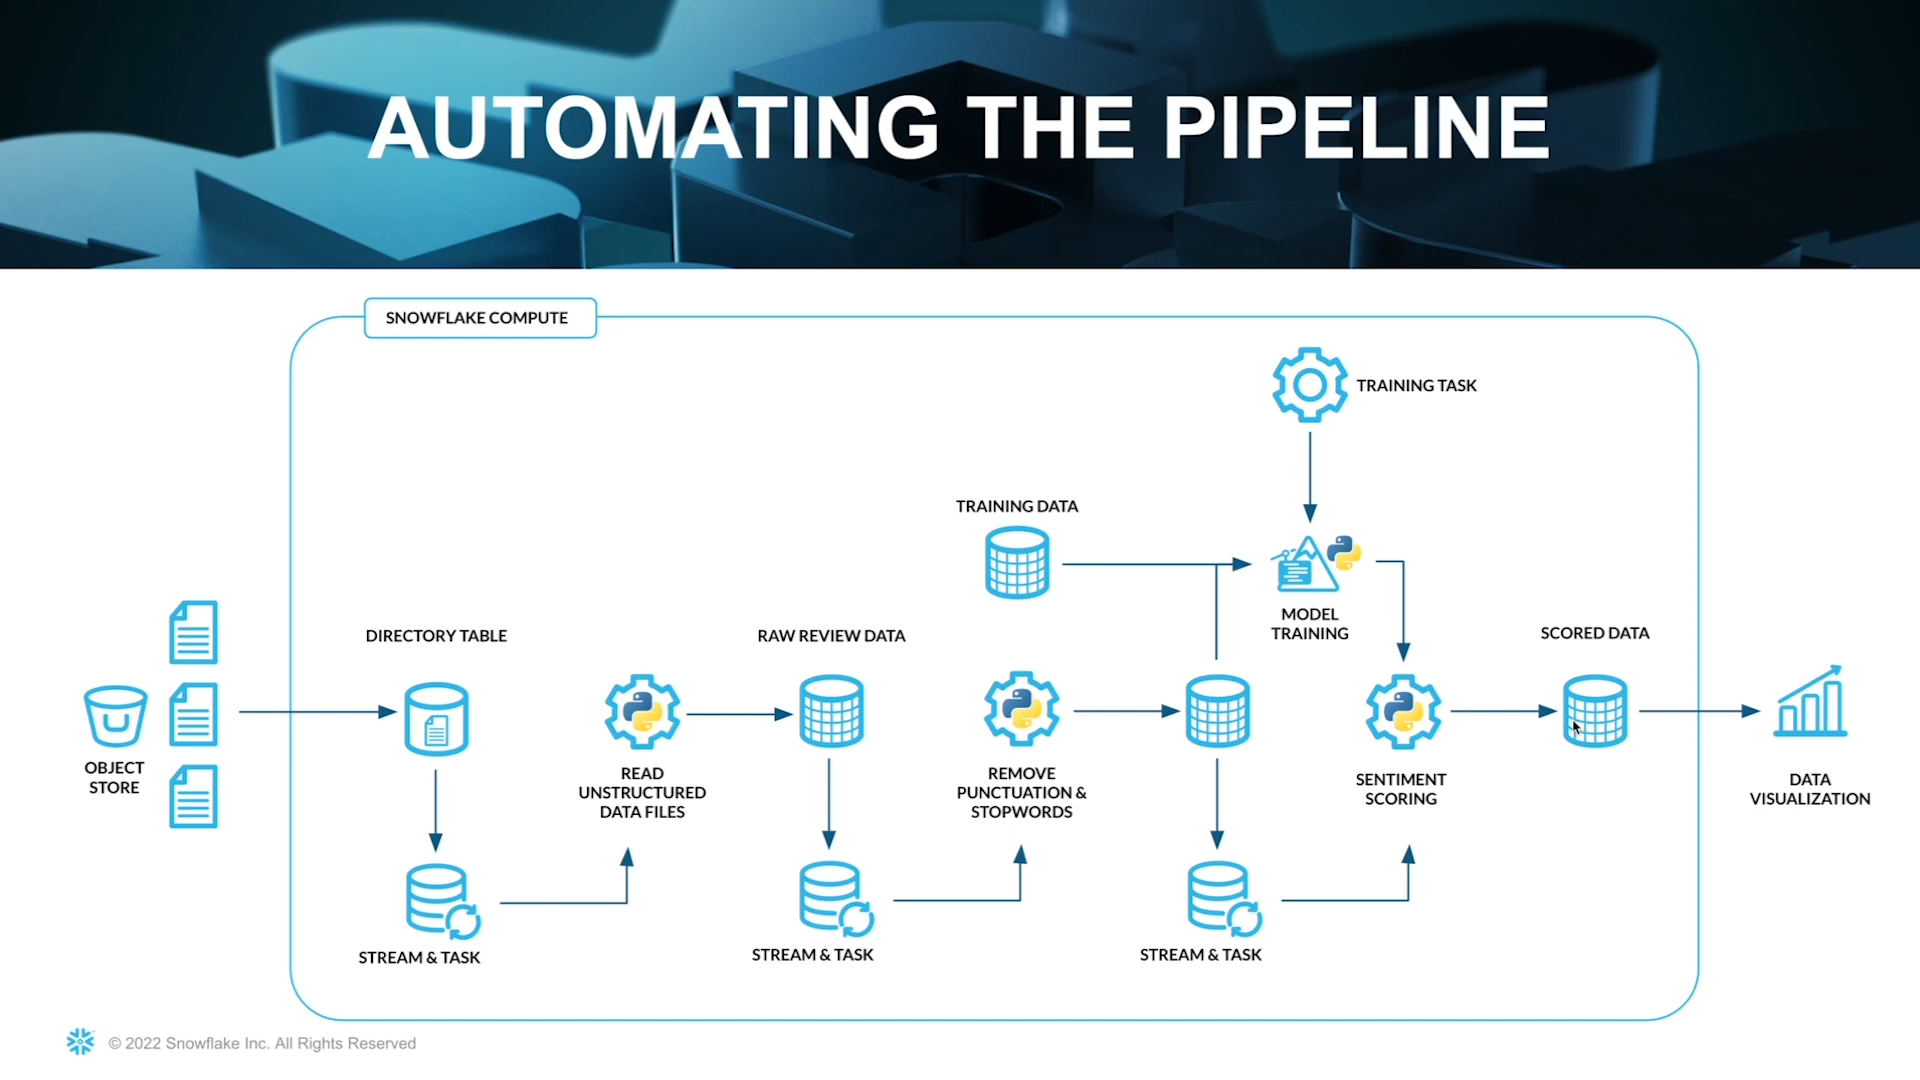 AUTOMATING THE PIPELINE
SNOWFLAKE COMPUTE
TRAINING TASK
TRAINING DATA
MODEL
TRAINING
DIRECTORY TABLE
RAW REVIEW DATA
SCORED DATA
OBJECT
STORE
READ
UNSTRUCTURED
DATA FILES
REMOVE
PUNCTUATION &
STOPWORDS
SENTIMENT
SCORING
DATA
VISUALIZATION
STREAM & TASK
STREAM & TASK
STREAM & TASK
© 2022 Snowflake Inc. All Rights Reserved